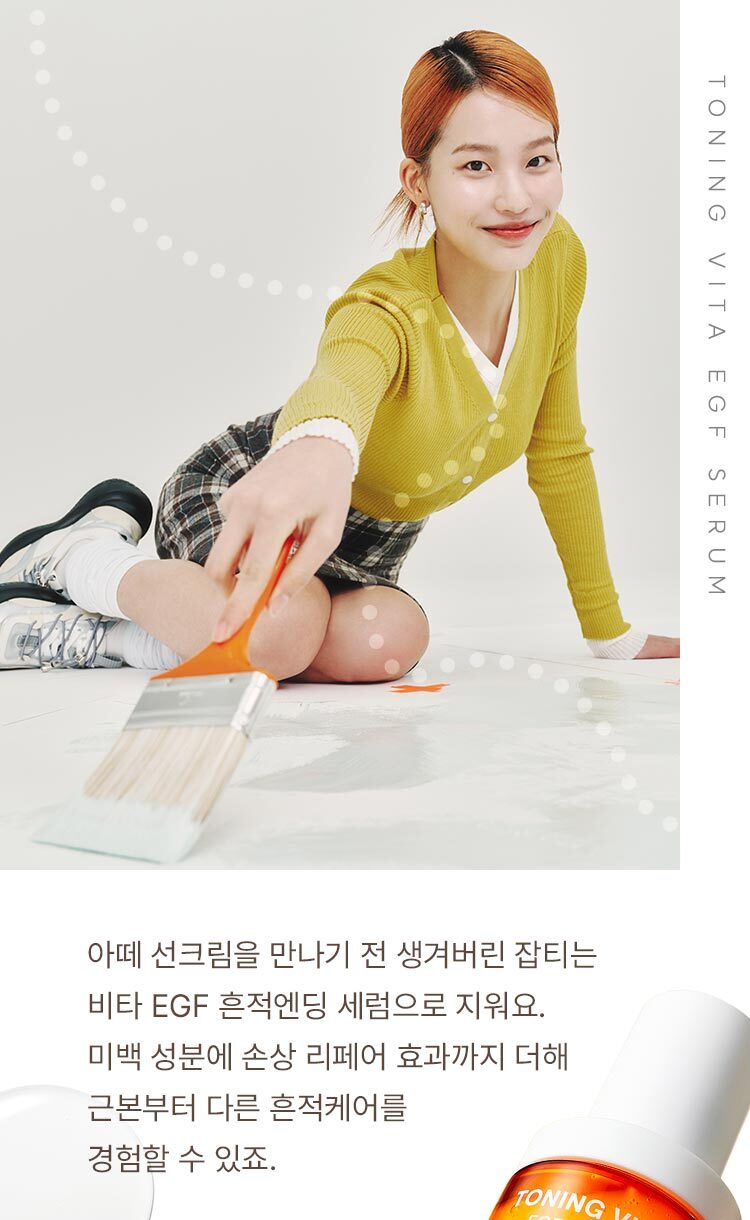 TONING VITA EGF SERUM
아떼 선크림을 만나기 전 생겨버린 잡티는
비타 EGF 흔적엔딩 세럼으로 지워요.
미백 성분에 손상 리페어 효과까지 더해
근본부터 다른 흔적케어를
경험할 수 있죠.
TONING